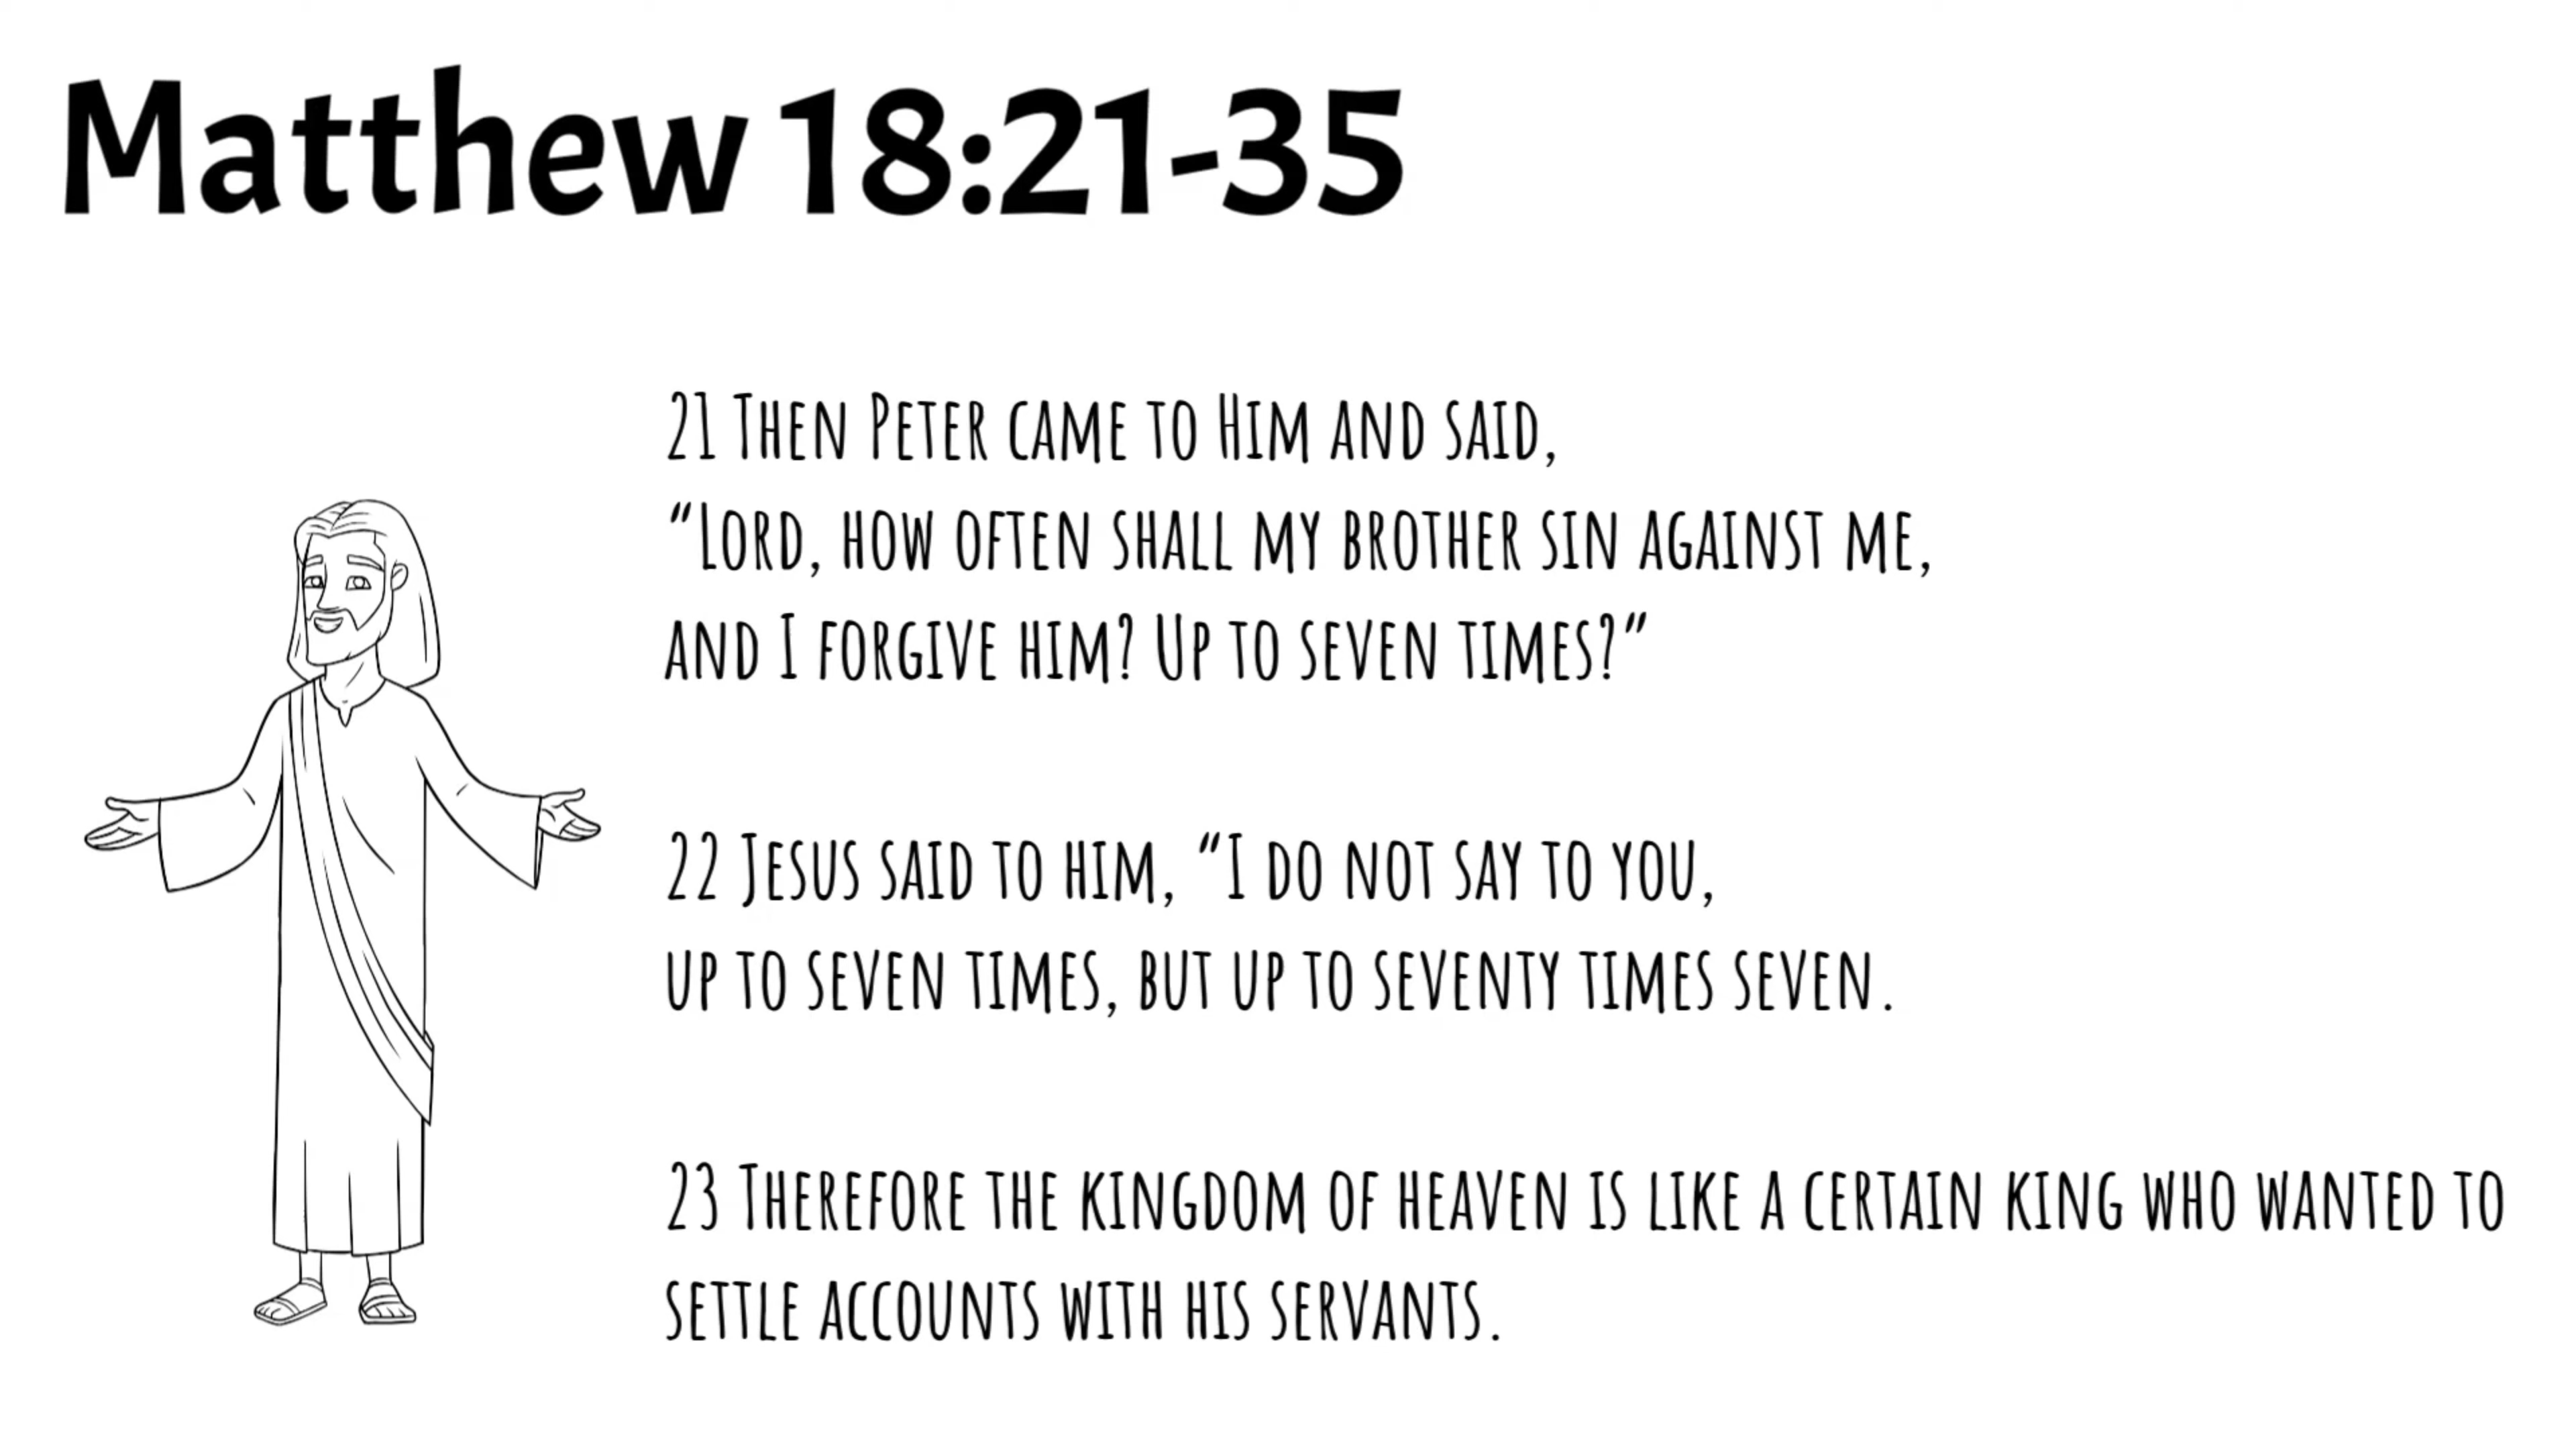 Matthew 18:21-35
21 Then Peter came to Him and said,
“Lord, how often shall my brother sin against me,
and I forgive him? Up to seven times?”
22 Jesus said to him, “I do not say to you,
up to seven times, but up to seventy times seven.
23 Therefore the kingdom of heaven is like a certain king who wanted to
settle accounts with his servants.